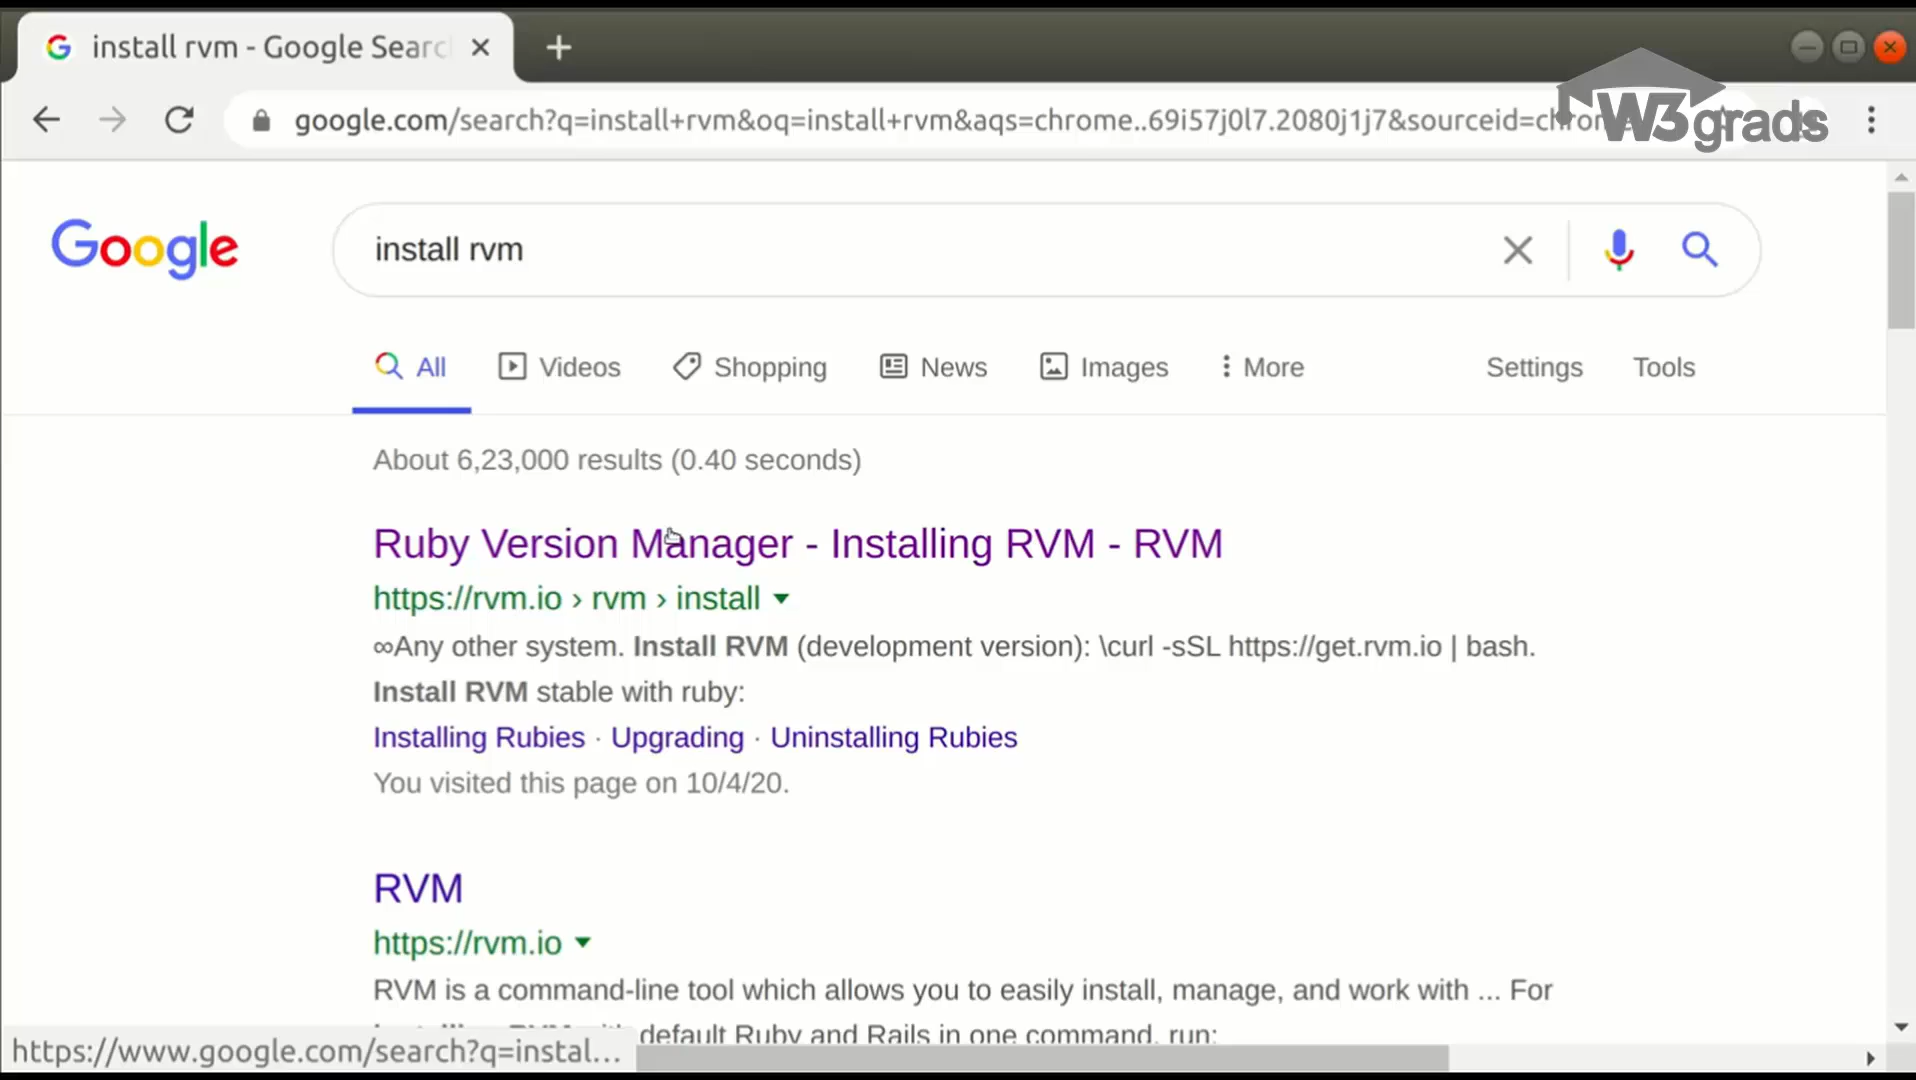 install rvm - Google Searc
google.com/search?q=install+rvm&oq=install+rvm&aqs=chrome..69i57j0l7.2080j1j7&sourceid=chrom
W3grads
Google
install rvm
All Videos Shopping News Images More Settings Tools
About 6,23,000 results (0.40 seconds)
Ruby Version Manager - Installing RVM - RVM
https://rvm.io › rvm › install
∞Any other system. Install RVM (development version): \curl -sSL https://get.rvm.io | bash.
Install RVM stable with ruby:
Installing Rubies · Upgrading · Uninstalling Rubies
You visited this page on 10/4/20.
RVM
https://rvm.io
RVM is a command-line tool which allows you to easily install, manage, and work with ... For
default Ruby and Rails in one command, run:
https://www.google.com/search?q=instal...